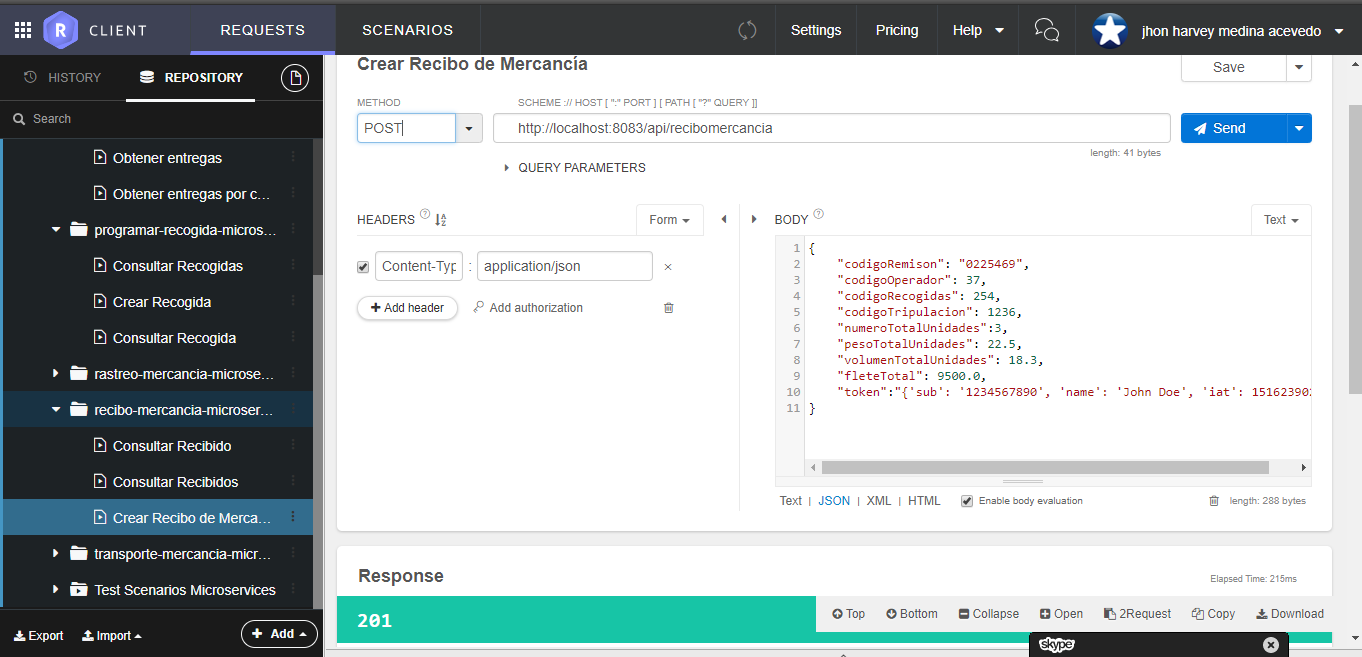 R CLIENT REQUESTS SCENARIOS Settings Pricing Help jhon harvey medina acevedo
HISTORY REPOSITORY
Search
Obtener entregas
Obtener entregas por c...
programar-recogida-micros...
Consultar Recogidas
Crear Recogida
Consultar Recogida
rastreo-mercancia-microse...
recibo-mercancia-microser...
Consultar Recibido
Consultar Recibidos
Crear Recibo de Merca...
transporte-mercancia-micr...
Test Scenarios Microservices
Export Import + Add
Crear Recibo de Mercancía
Save
METHOD SCHEME :// HOST [ ":" PORT ] [ PATH [ "?" QUERY ]]
POST http://localhost:8083/api/recibomercancia Send
length: 41 bytes
QUERY PARAMETERS
HEADERS ? Form
Content-Typ : application/json ×
+ Add header Add authorization
BODY ? Text
1 {
2 "codigoRemison": "0225469",
3 "codigoOperador": 37,
4 "codigoRecogidas": 254,
5 "codigoTripulacion": 1236,
6 "numeroTotalUnidades":3,
7 "pesoTotalUnidades": 22.5,
8 "volumenTotalUnidades": 18.3,
9 "fleteTotal": 9500.0,
10 "token":"{'sub': '1234567890', 'name': 'John Doe', 'iat': 151623902
11 }
Text | JSON | XML | HTML Enable body evaluation length: 288 bytes
Response
Elapsed Time: 215ms
201 Top Bottom Collapse Open 2Request Copy Download
skype